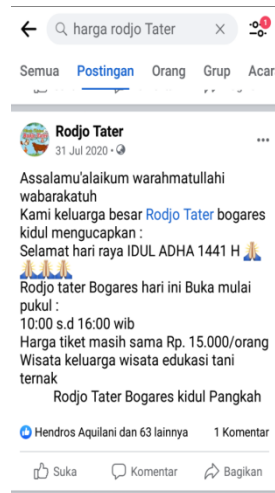 harga rodjo Tater
Semua Postingan Orang Grup Acar
Rodjo Tater
31 Jul 2020
Assalamu'alaikum warahmatullahi
wabarakatuh
Kami keluarga besar Rodjo Tater bogares
kidul mengucapkan :
Selamat hari raya IDUL ADHA 1441 H 🙏
🙏🙏🙏
Rodjo tater Bogares hari ini Buka mulai
pukul :
10:00 s.d 16:00 wib
Harga tiket masih sama Rp. 15.000/orang
Wisata keluarga wisata edukasi tani
ternak
Rodjo Tater Bogares kidul Pangkah
Hendros Aquilani dan 63 lainnya 1 Komentar
Suka Komentar Bagikan